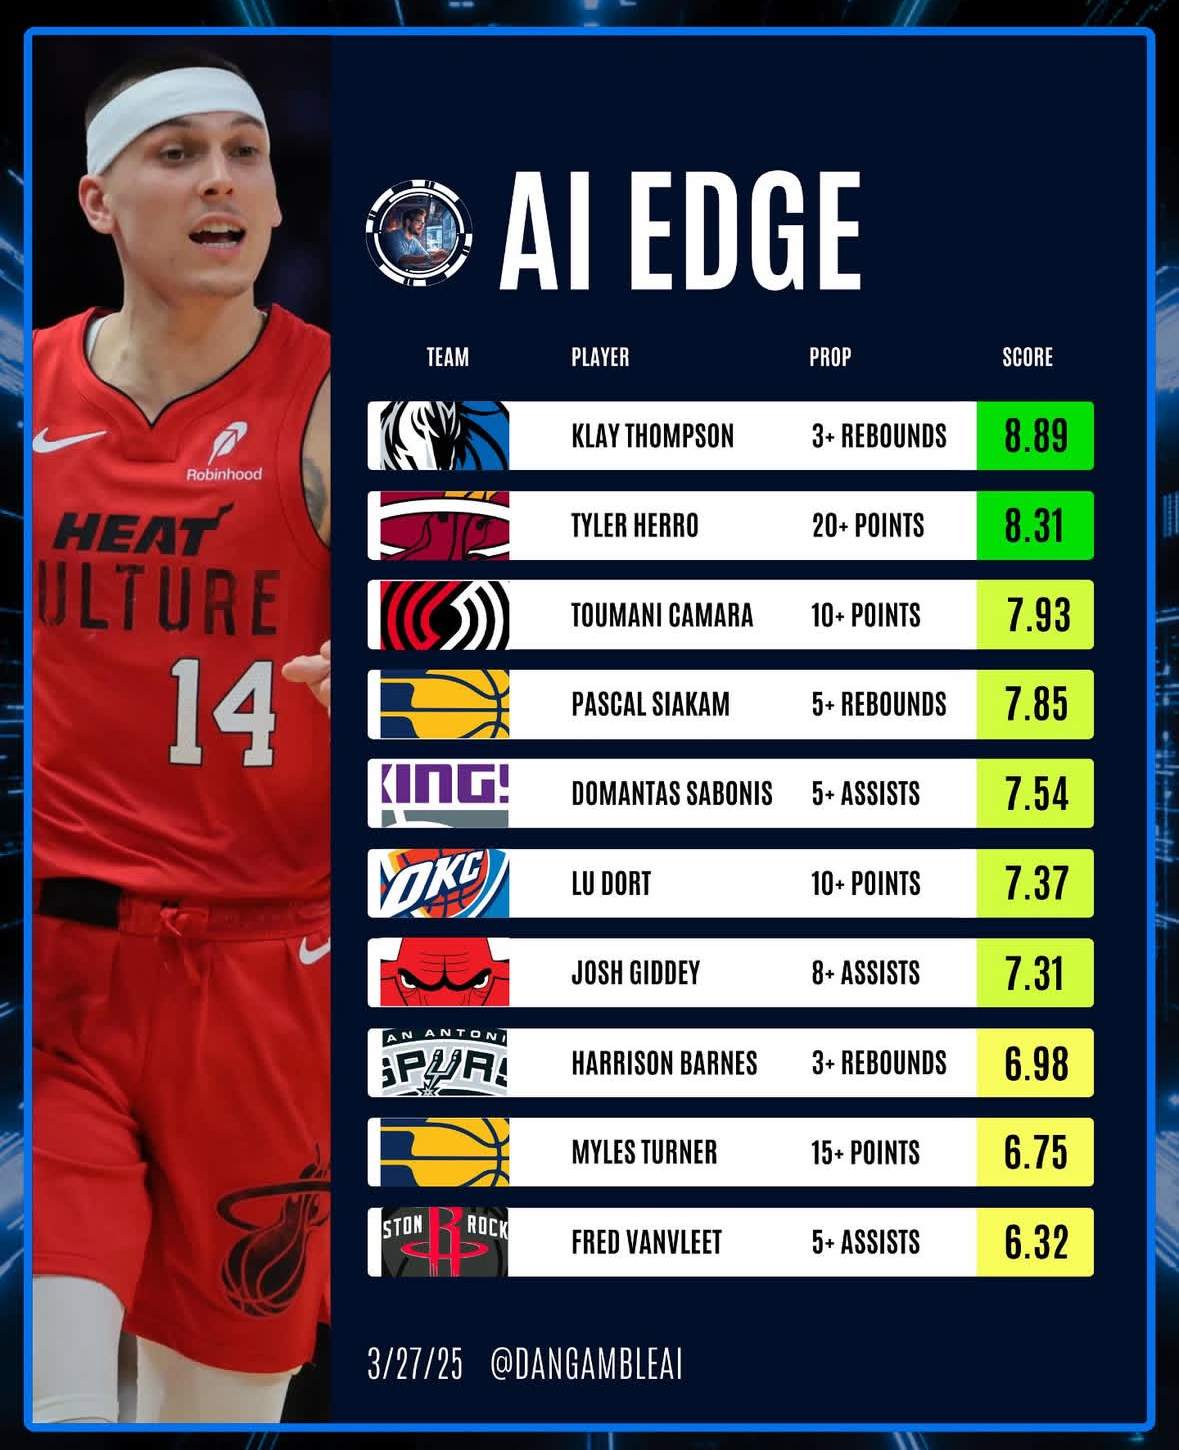 AI EDGE
TEAM PLAYER PROP SCORE
KLAY THOMPSON 3+ REBOUNDS 8.89
TYLER HERRO 20+ POINTS 8.31
TOUMANI CAMARA 10+ POINTS 7.93
PASCAL SIAKAM 5+ REBOUNDS 7.85
KINGS DOMANTAS SABONIS 5+ ASSISTS 7.54
OKC LU DORT 10+ POINTS 7.37
JOSH GIDDEY 8+ ASSISTS 7.31
AN ANTONI
SPURS HARRISON BARNES 3+ REBOUNDS 6.98
MYLES TURNER 15+ POINTS 6.75
STON R ROCK FRED VANVLEET 5+ ASSISTS 6.32
3/27/25 @DANGAMBLEAI
Robinhood
HEAT
ULTURE
14